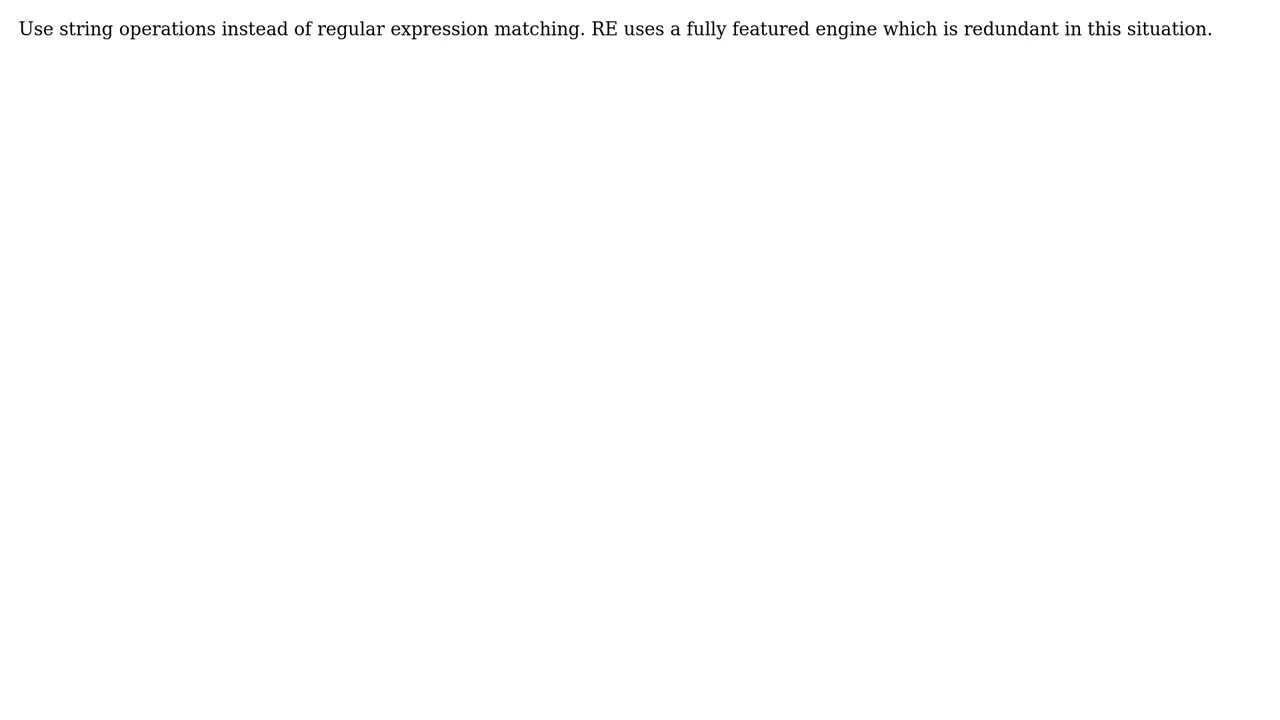 Use string operations instead of regular expression matching. RE uses a fully featured engine which is redundant in this situation.